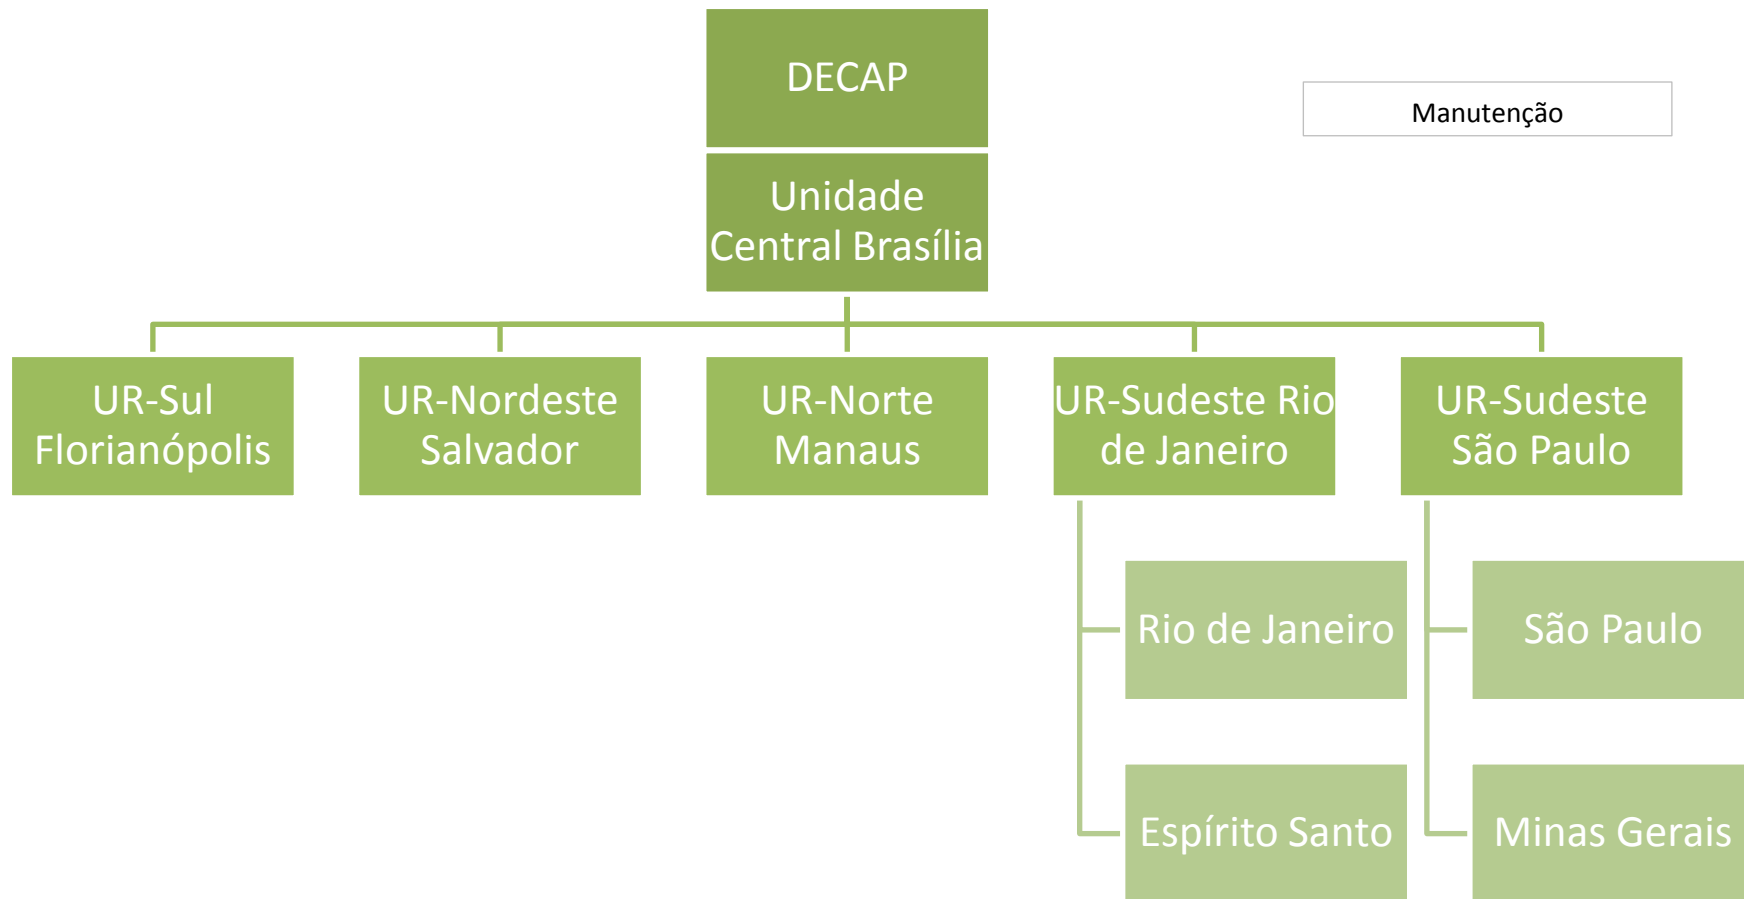 DECAP
Manutenção
Unidade
Central Brasília
UR-Sul
Florianópolis
UR-Nordeste
Salvador
UR-Norte
Manaus
UR-Sudeste Rio
de Janeiro
UR-Sudeste
São Paulo
Rio de Janeiro
São Paulo
Espírito Santo
Minas Gerais